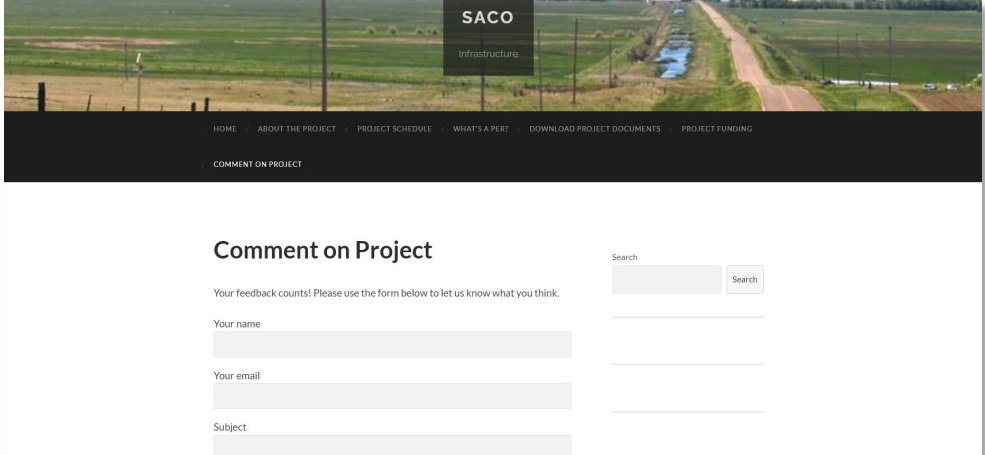 SACO
Infrastructure
HOME / ABOUT THE PROJECT / PROJECT SCHEDULE / WHAT'S A PER? / DOWNLOAD PROJECT DOCUMENTS / PROJECT FUNDING
/ COMMENT ON PROJECT
Comment on Project
Your feedback counts! Please use the form below to let us know what you think.
Your name
Your email
Subject
Search
Search